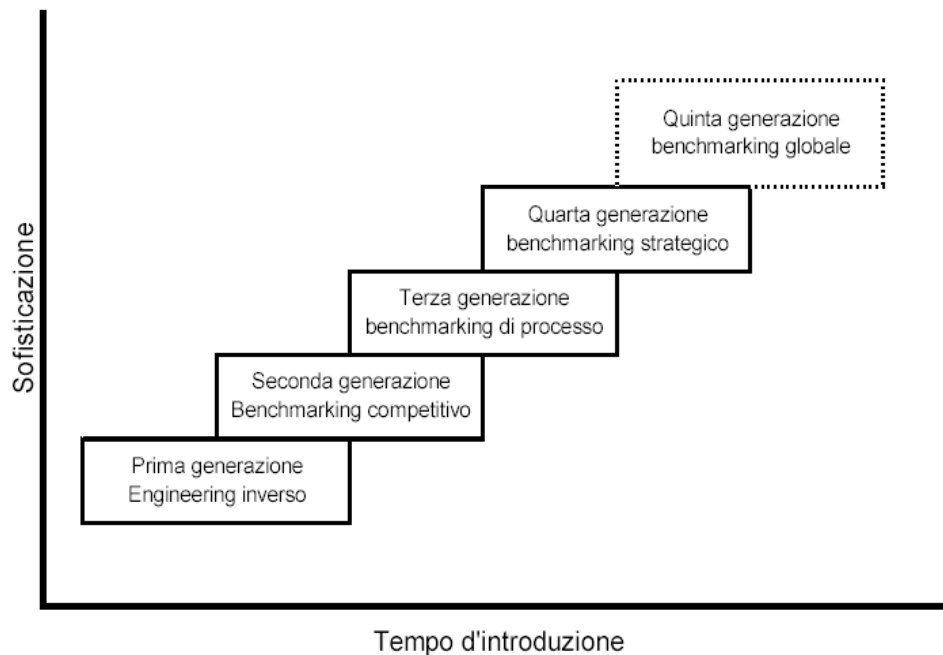 Quinta generazione
benchmarking globale
Quarta generazione
benchmarking strategico
Terza generazione
benchmarking di processo
Seconda generazione
Benchmarking competitivo
Prima generazione
Engineering inverso
Sofisticazione
Tempo d'introduzione